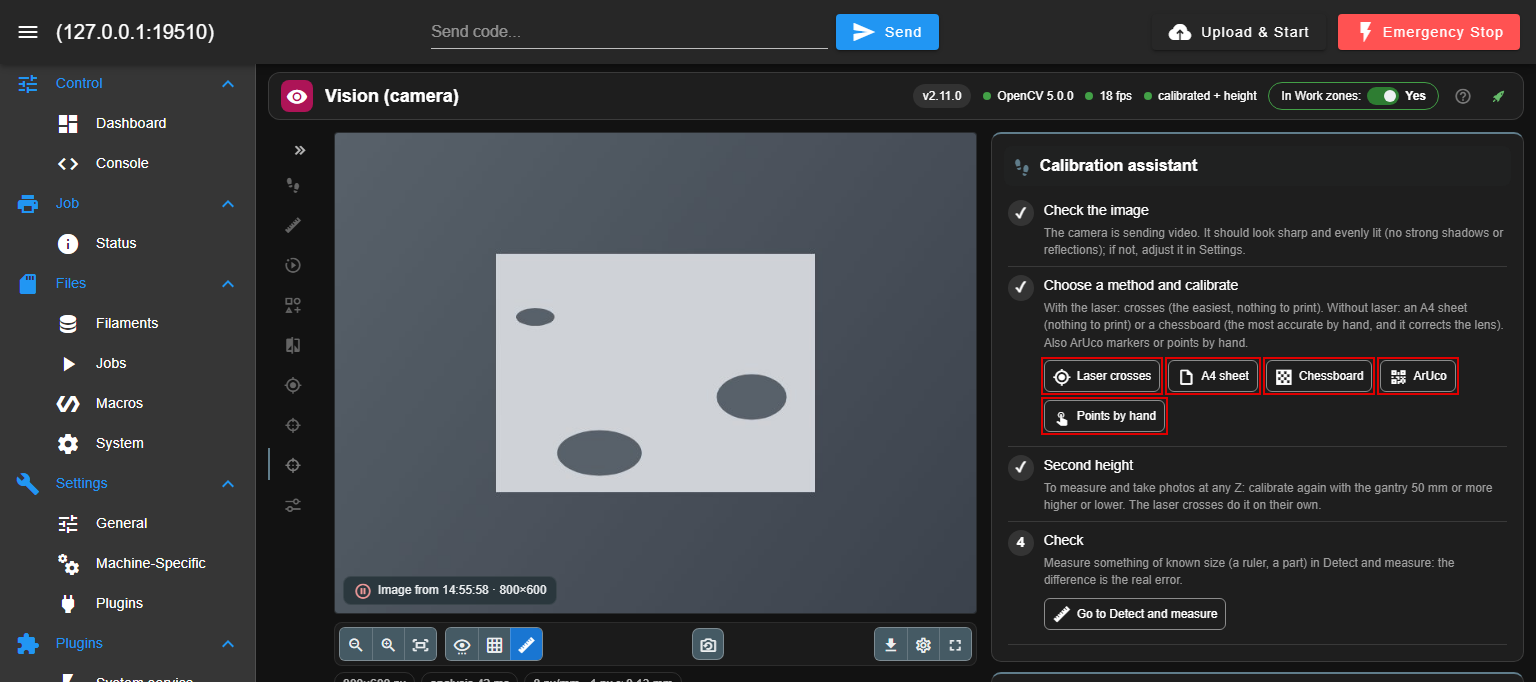 (127.0.0.1:19510)
Send code...
Send
Upload & Start
Emergency Stop
Control
Dashboard
Console
Job
Status
Files
Filaments
Jobs
Macros
System
Settings
General
Machine-Specific
Plugins
Plugins
System service
Vision (camera)
v2.11.0
OpenCV 5.0.0
18 fps
calibrated + height
In Work zones:
Yes
Image from 14:55:58 · 800×600
Calibration assistant
Check the image
The camera is sending video. It should look sharp and evenly lit (no strong shadows or
reflections); if not, adjust it in Settings.
Choose a method and calibrate
With the laser: crosses (the easiest, nothing to print). Without laser: an A4 sheet
(nothing to print) or a chessboard (the most accurate by hand, and it corrects the lens).
Also ArUco markers or points by hand.
Laser crosses
A4 sheet
Chessboard
ArUco
Points by hand
Second height
To measure and take photos at any Z: calibrate again with the gantry 50 mm or more
higher or lower. The laser crosses do it on their own.
4
Check
Measure something of known size (a ruler, a part) in Detect and measure: the
difference is the real error.
Go to Detect and measure